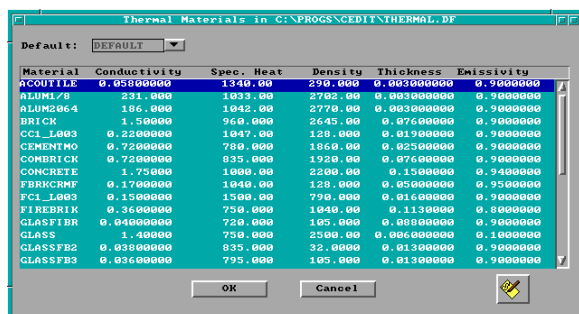 Thermal Materials in C:\PROGS\CEDIT\THERMAL.DF
Default: DEFAULT
Material Conductivity Spec. Heat Density Thickness Emissivity
ACOUTILE 0.05800000 1340.00 290.000 0.003000000 0.9000000
ALUM1/8 231.000 1033.00 2702.00 0.003000000 0.9000000
ALUM2064 186.000 1042.00 2770.00 0.003000000 0.9000000
BRICK 1.50000 960.000 2645.00 0.07600000 0.9000000
CC1_L003 0.2200000 1047.00 128.000 0.01900000 0.9000000
CEMENTMO 0.7200000 780.000 1860.00 0.02500000 0.9000000
COMBRICK 0.7200000 835.000 1920.00 0.07600000 0.9000000
CONCRETE 1.75000 1000.00 2200.00 0.1500000 0.9400000
FBRKCRMF 0.1700000 1040.00 128.000 0.05000000 0.9500000
FC1_L003 0.1500000 1500.00 790.000 0.01600000 0.9000000
FIREBRIK 0.3600000 750.000 1040.00 0.1130000 0.8000000
GLASFIBR 0.04000000 720.000 105.000 0.08800000 0.9000000
GLASS 1.40000 750.000 2500.00 0.006000000 0.1000000
GLASSFB2 0.03800000 835.000 32.0000 0.01300000 0.9000000
GLASSFB3 0.03600000 795.000 105.000 0.01300000 0.9000000
OK Cancel